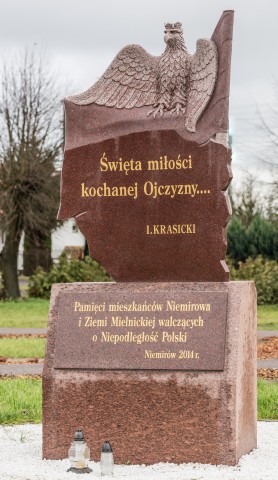 Święta miłości
kochanej Ojczyzny....
I.KRASICKI
Pamięci mieszkańców Niemirowa
i Ziemi Mielnickiej walczących
o Niepodległość Polski
Niemirów 2014 r.